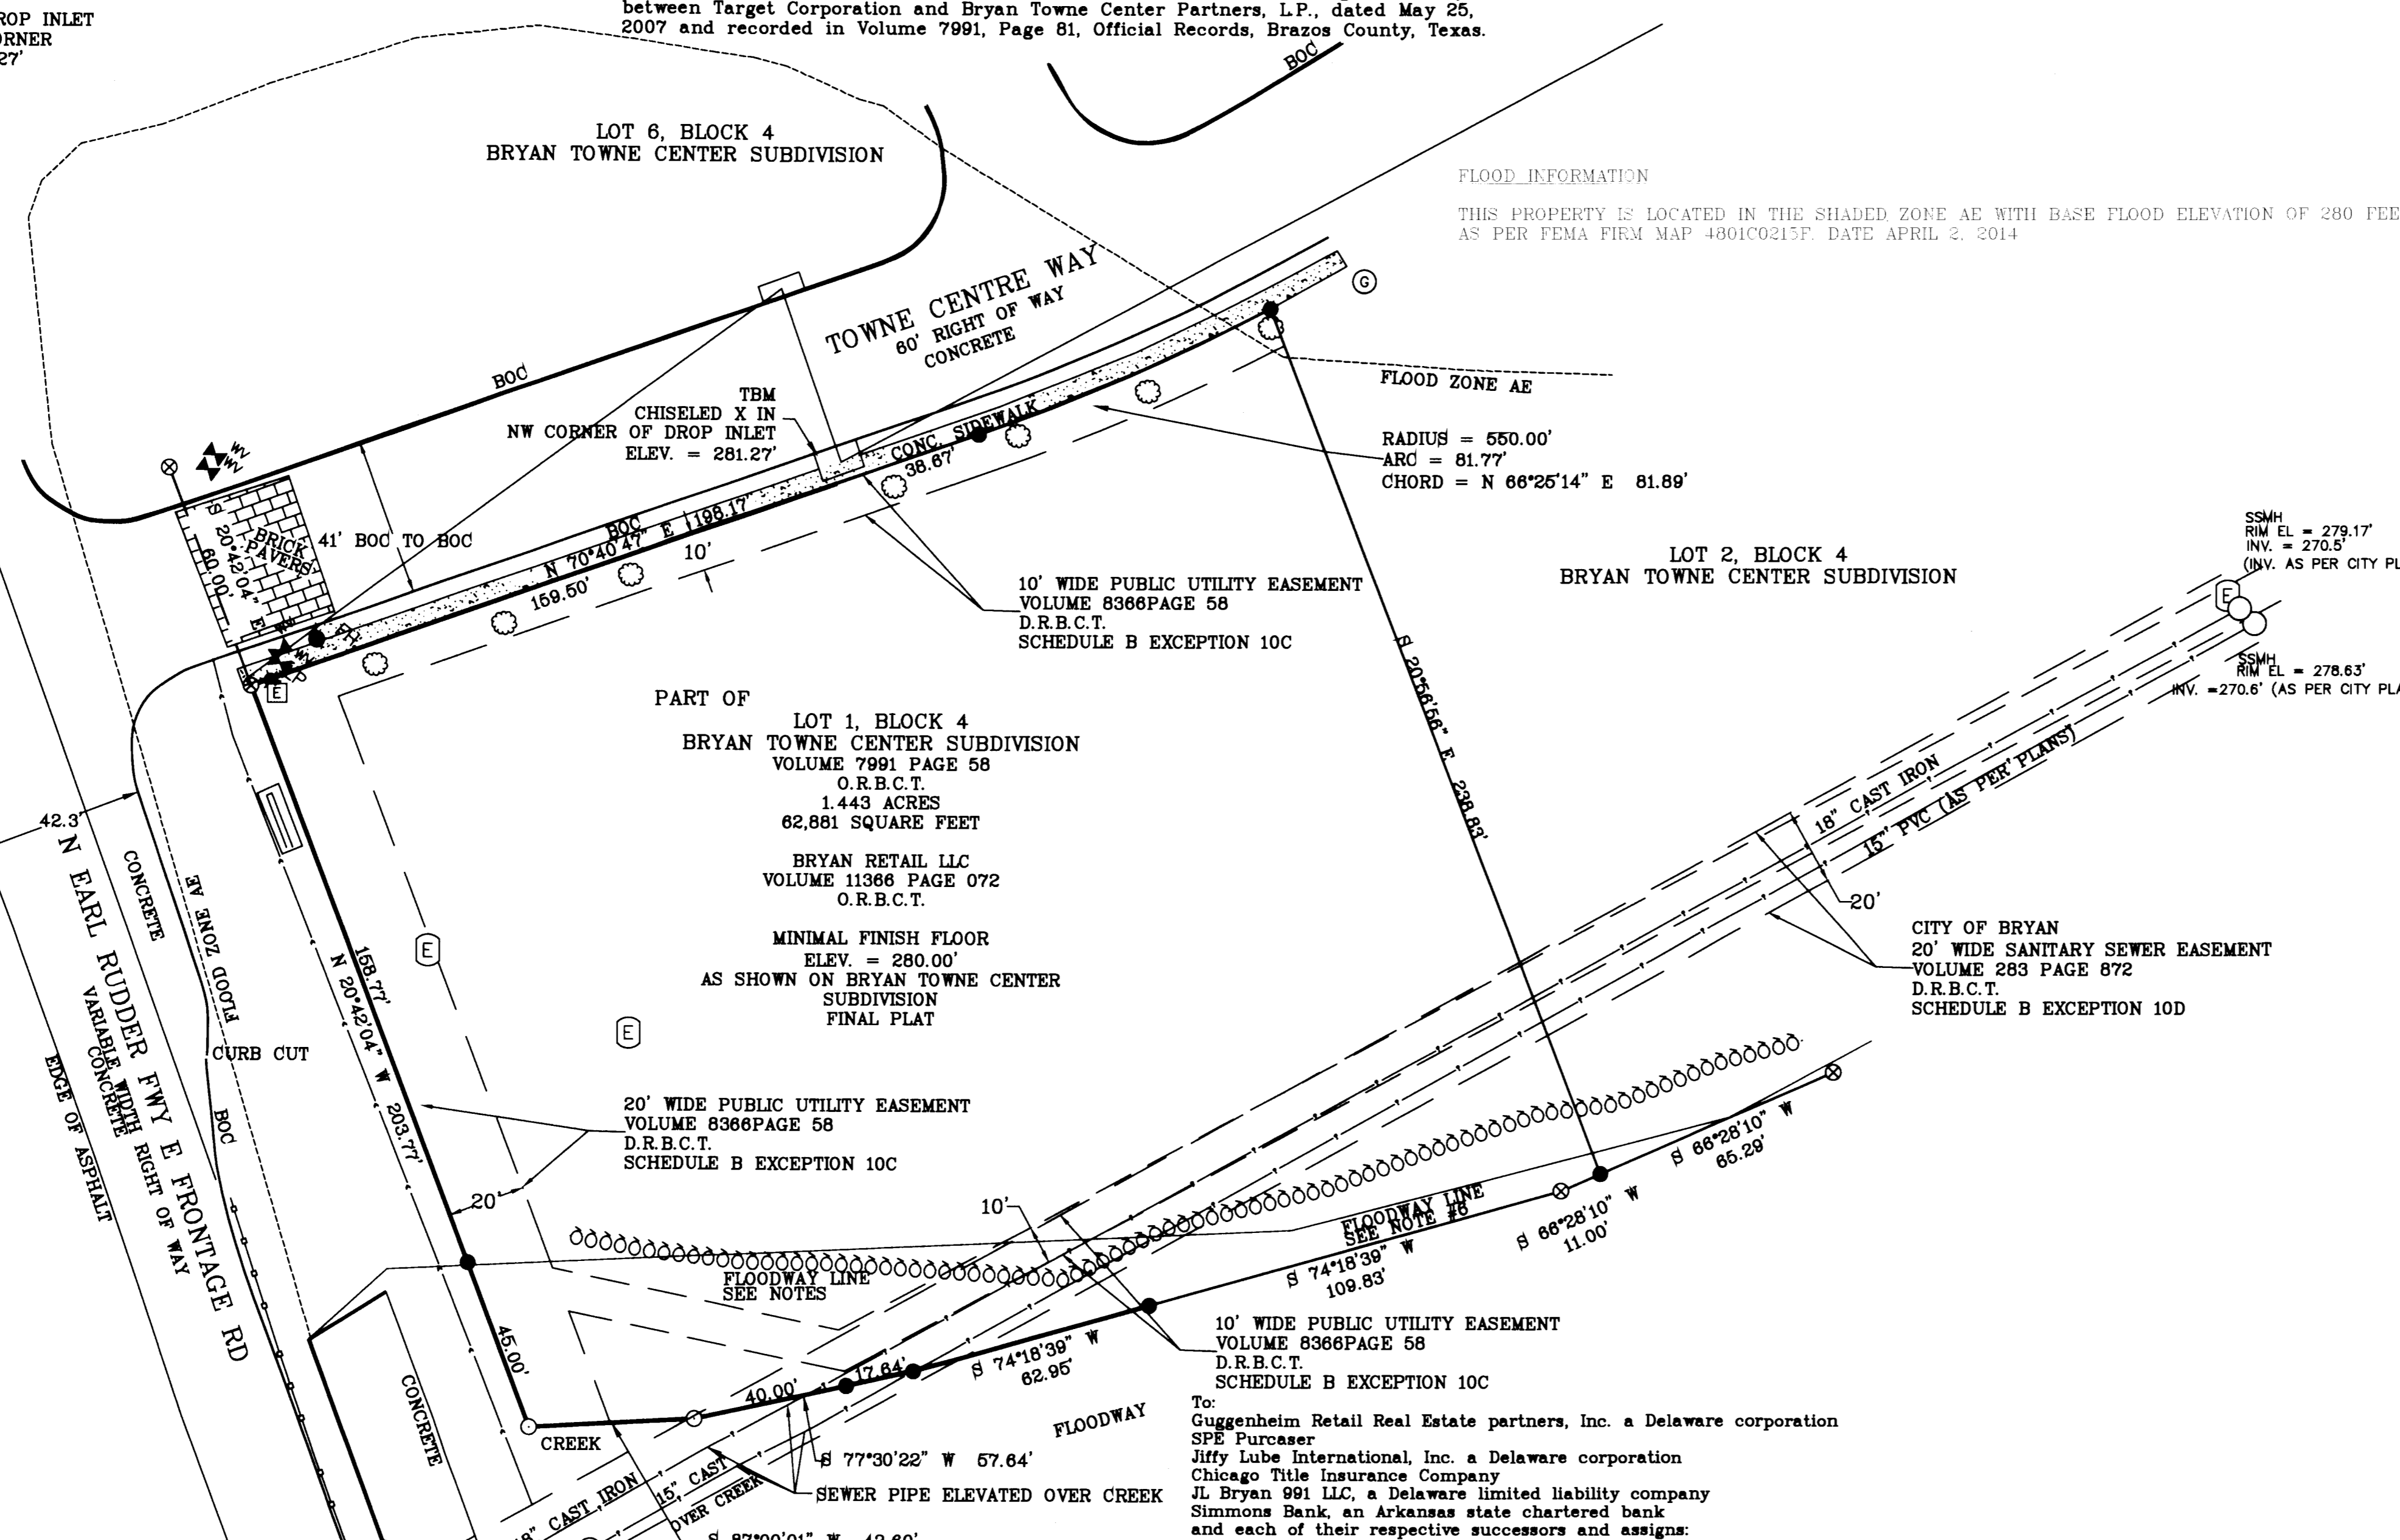 ROP INLET
ORNER
27'
between Target Corporation and Bryan Towne Center Partners, L.P., dated May 25,
2007 and recorded in Volume 7991, Page 81, Official Records, Brazos County, Texas.
BOC
LOT 6, BLOCK 4
BRYAN TOWNE CENTER SUBDIVISION
FLOOD INFORMATION
THIS PROPERTY IS LOCATED IN THE SHADED ZONE AE WITH BASE FLOOD ELEVATION OF 280 FEE
AS PER FEMA FIRM MAP 4801C0215F. DATE APRIL 2, 2014
G
TOWNE CENTRE WAY
60' RIGHT OF WAY
CONCRETE
BOC
FLOOD ZONE AE
TBM
CHISELED X IN
NW CORNER OF DROP INLET
ELEV. = 281.27'
CONC. SIDEWALK
38.67'
RADIUS = 550.00'
ARC = 81.77'
CHORD = N 66°25'14" E 81.89'
WV
WV
S 20°42'04" E
60.00'
BRICK
PAVERS
41' BOC TO BOC
BOC
N 70°40'47" E 198.17'
159.50'
10'
10' WIDE PUBLIC UTILITY EASEMENT
VOLUME 8366PAGE 58
D.R.B.C.T.
SCHEDULE B EXCEPTION 10C
LOT 2, BLOCK 4
BRYAN TOWNE CENTER SUBDIVISION
SSMH
RIM EL = 279.17'
INV. = 270.5'
(INV. AS PER CITY PL
E
SSMH
RIM EL = 278.63'
INV. =270.6' (AS PER CITY PLA
FH
WV
LP
E
S 20°56'56" E 238.83'
PART OF
LOT 1, BLOCK 4
BRYAN TOWNE CENTER SUBDIVISION
VOLUME 7991 PAGE 58
O.R.B.C.T.
1.443 ACRES
62,881 SQUARE FEET
BRYAN RETAIL LLC
VOLUME 11366 PAGE 072
O.R.B.C.T.
MINIMAL FINISH FLOOR
ELEV. = 280.00'
AS SHOWN ON BRYAN TOWNE CENTER
SUBDIVISION
FINAL PLAT
42.3'
CONCRETE
FLOOD ZONE AE
N EARL RUDDER FWY E FRONTAGE RD
VARIABLE WIDTH RIGHT OF WAY
CONCRETE
EDGE OF ASPHALT
CURB CUT
BOC
158.77'
N 20°42'04" W 203.77'
E
E
18" CAST IRON
15" PVC (AS PER PLANS)
20'
CITY OF BRYAN
20' WIDE SANITARY SEWER EASEMENT
VOLUME 283 PAGE 872
D.R.B.C.T.
SCHEDULE B EXCEPTION 10D
20' WIDE PUBLIC UTILITY EASEMENT
VOLUME 8366PAGE 58
D.R.B.C.T.
SCHEDULE B EXCEPTION 10C
20'
10'
FLOODWAY LINE
SEE NOTE #6
S 66°28'10" W
65.29'
S 66°28'10" W
11.00'
S 74°18'39" W
109.83'
FLOODWAY LINE
SEE NOTES
45.00'
CONCRETE
CREEK
40.00'
17.64'
S 74°18'39" W
62.95'
FLOODWAY
10' WIDE PUBLIC UTILITY EASEMENT
VOLUME 8366PAGE 58
D.R.B.C.T.
SCHEDULE B EXCEPTION 10C
S 77°30'22" W 57.64'
SEWER PIPE ELEVATED OVER CREEK
8" CAST IRON
15" CAST
OVER CREEK
S 87°00'01" W 42.60'
To:
Guggenheim Retail Real Estate partners, Inc. a Delaware corporation
SPE Purcaser
Jiffy Lube International, Inc. a Delaware corporation
Chicago Title Insurance Company
JL Bryan 991 LLC, a Delaware limited liability company
Simmons Bank, an Arkansas state chartered bank
and each of their respective successors and assigns: